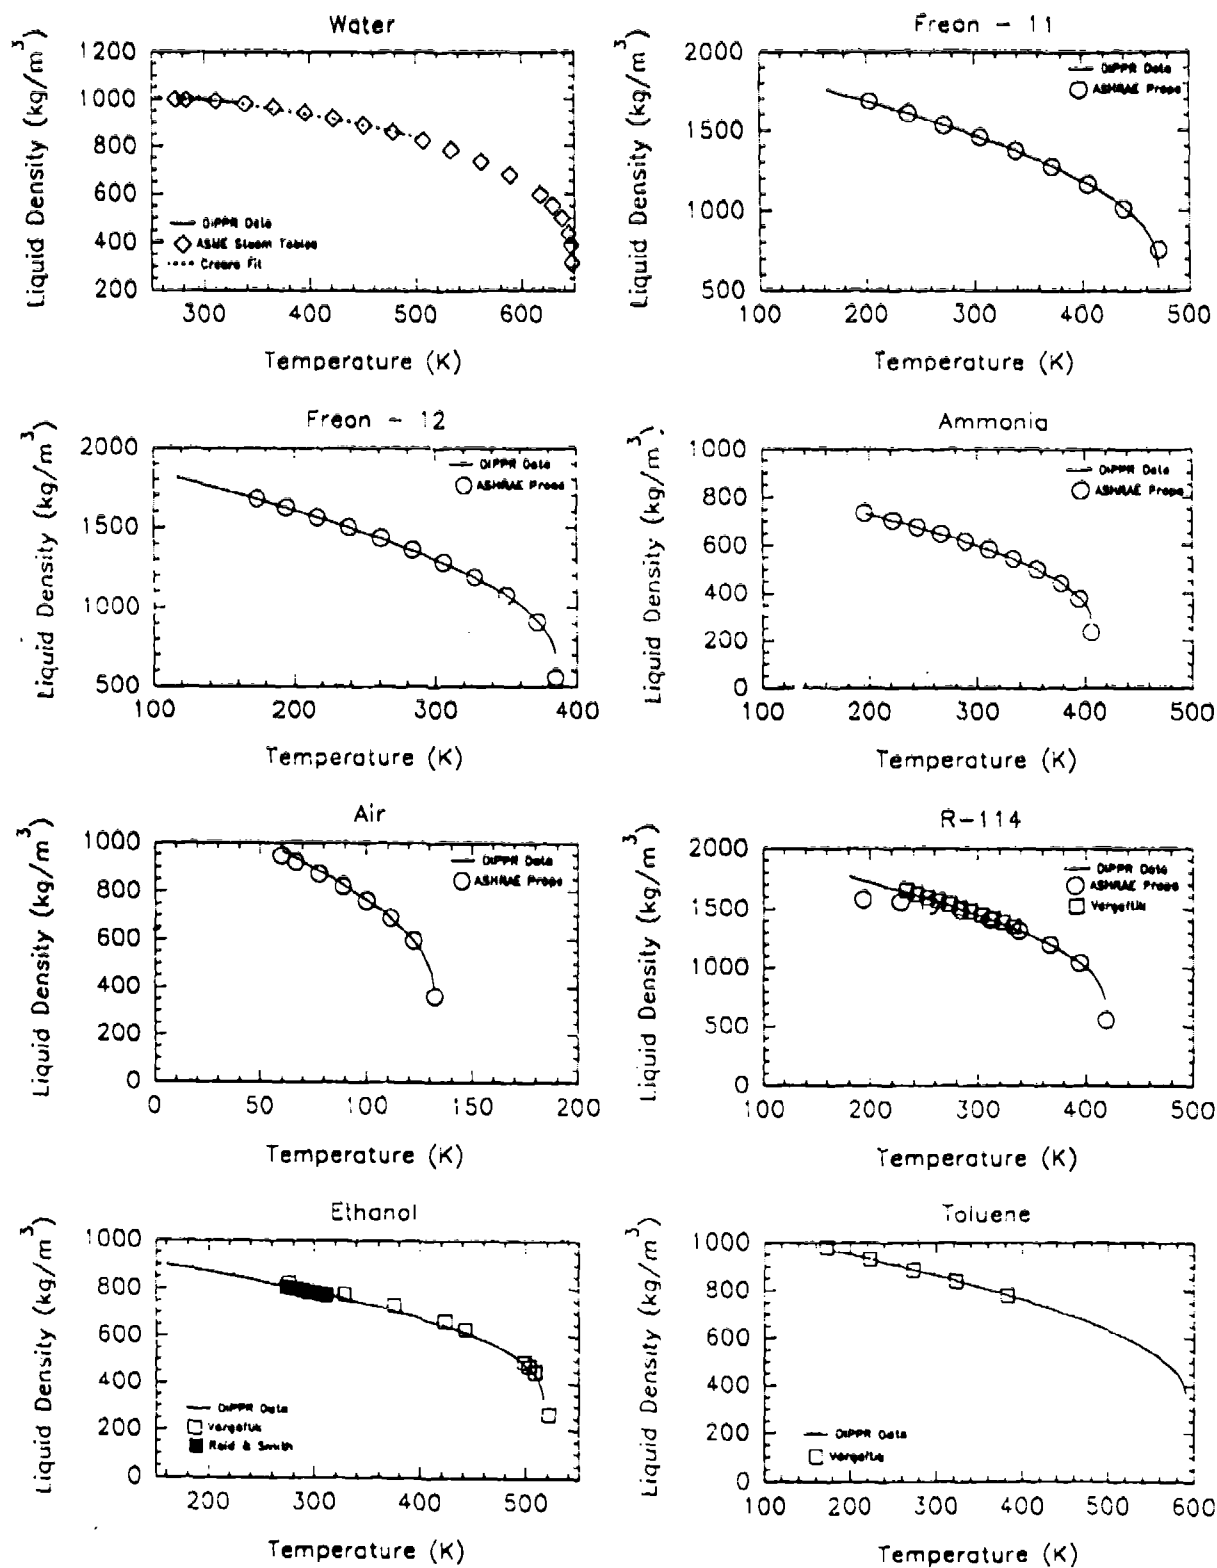 Water
Liquid Density (kg/m³)
1200
1000
800
600
400
200
DIPPR Data
ASME Steam Tables
Creare Fit
300 400 500 600
Temperature (K)
Freon - 11
Liquid Density (kg/m³)
2000
1500
1000
500
DIPPR Data
ASHRAE Props
100 200 300 400 500
Temperature (K)
Freon - 12
Liquid Density (kg/m³)
2000
1500
1000
500
DIPPR Data
ASHRAE Props
100 200 300 400
Temperature (K)
Ammonia
Liquid Density (kg/m³)
1000
800
600
400
200
0
DIPPR Data
ASHRAE Props
100 200 300 400 500
Temperature (K)
Air
Liquid Density (kg/m³)
1000
800
600
400
200
0
DIPPR Data
ASHRAE Props
0 50 100 150 200
Temperature (K)
R-114
Liquid Density (kg/m³)
2000
1500
1000
500
0
DIPPR Data
ASHRAE Props
Vargaftik
100 200 300 400 500
Temperature (K)
Ethanol
Liquid Density (kg/m³)
1000
800
600
400
200
0
DIPPR Data
Vargaftik
Reid & Smith
200 300 400 500
Temperature (K)
Toluene
Liquid Density (kg/m³)
1000
800
600
400
200
0
DIPPR Data
Vargaftik
100 200 300 400 500 600
Temperature (K)